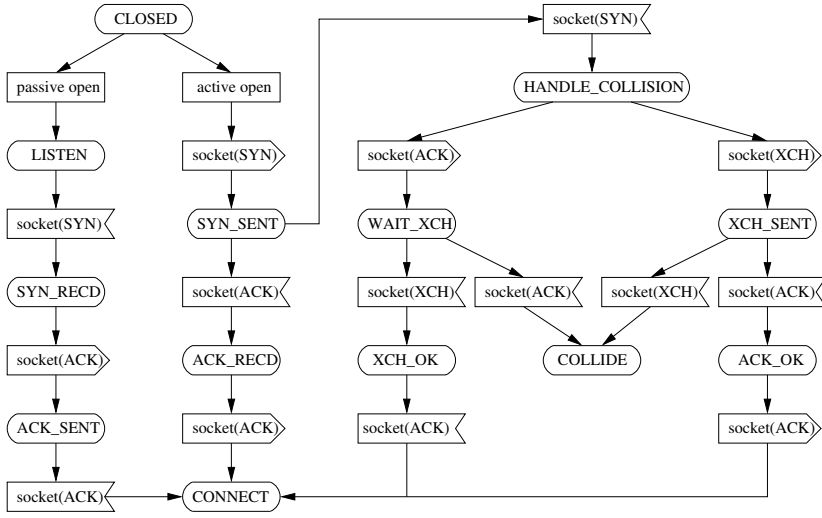 CLOSED
socket(SYN)
passive open
active open
HANDLE_COLLISION
LISTEN
socket(SYN)
socket(ACK)
socket(XCH)
socket(SYN)
SYN_SENT
WAIT_XCH
XCH_SENT
SYN_RECD
socket(ACK)
socket(XCH)
socket(ACK)
socket(XCH)
socket(ACK)
socket(ACK)
ACK_RECD
XCH_OK
COLLIDE
ACK_OK
ACK_SENT
socket(ACK)
socket(ACK)
socket(ACK)
socket(ACK)
CONNECT